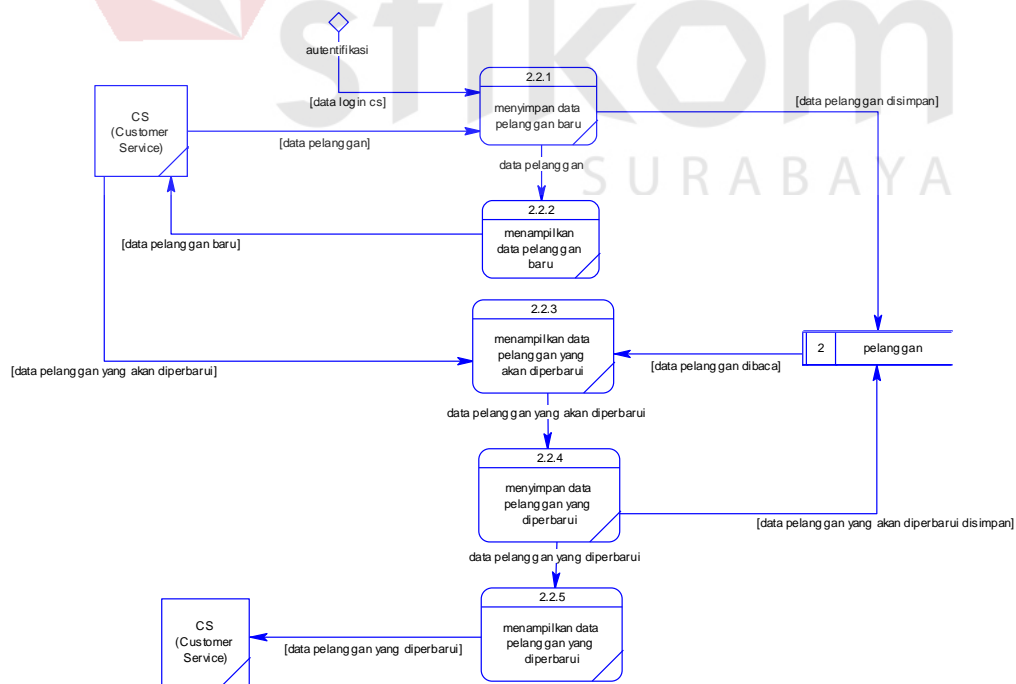 stikom
SURABAYA
autentifikasi
[data login cs]
CS
(Customer
Service)
[data pelanggan]
2.2.1
menyimpan data
pelanggan baru
[data pelanggan disimpan]
data pelanggan
2.2.2
menampilkan
data pelanggan
baru
[data pelanggan baru]
2.2.3
menampilkan data
pelanggan yang
akan diperbarui
2
pelanggan
[data pelanggan yang akan diperbarui]
[data pelanggan dibaca]
data pelanggan yang akan diperbarui
2.2.4
menyimpan data
pelanggan yang
diperbarui
[data pelanggan yang akan diperbarui disimpan]
data pelanggan yang diperbarui
2.2.5
menampilkan data
pelanggan yang
diperbarui
CS
(Customer
Service)
[data pelanggan yang diperbarui]